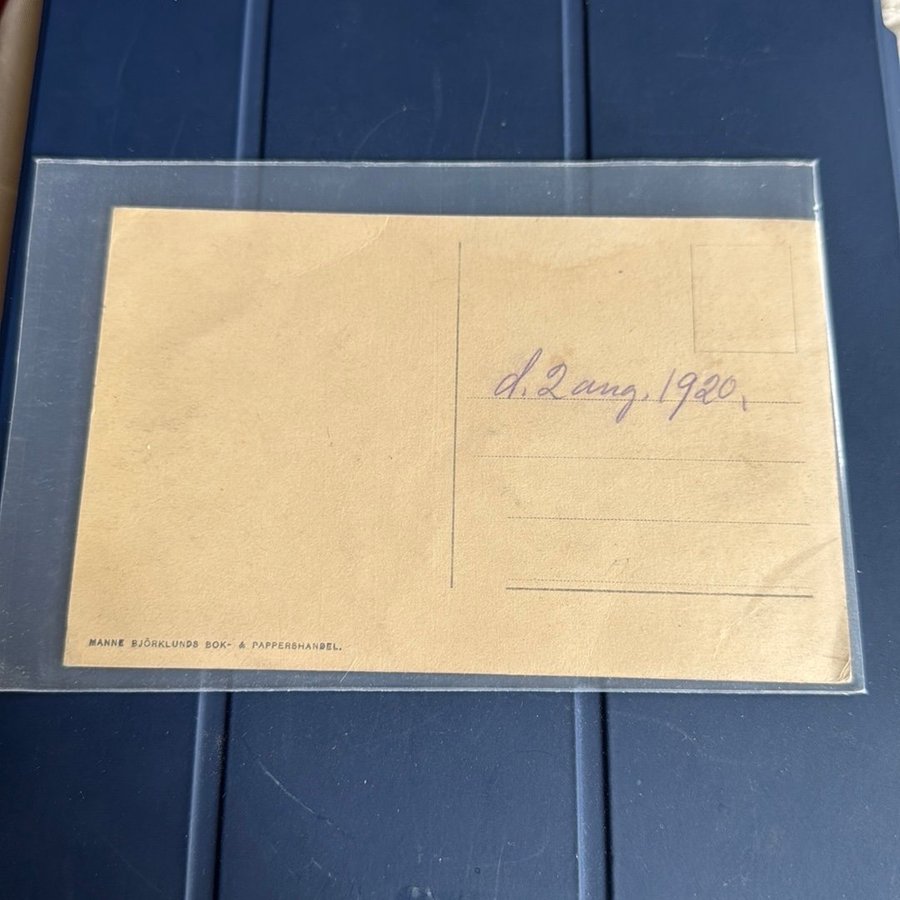 d. 2 aug. 1920.
MANNE BJÖRKLUNDS BOK- & PAPPERSHANDEL.